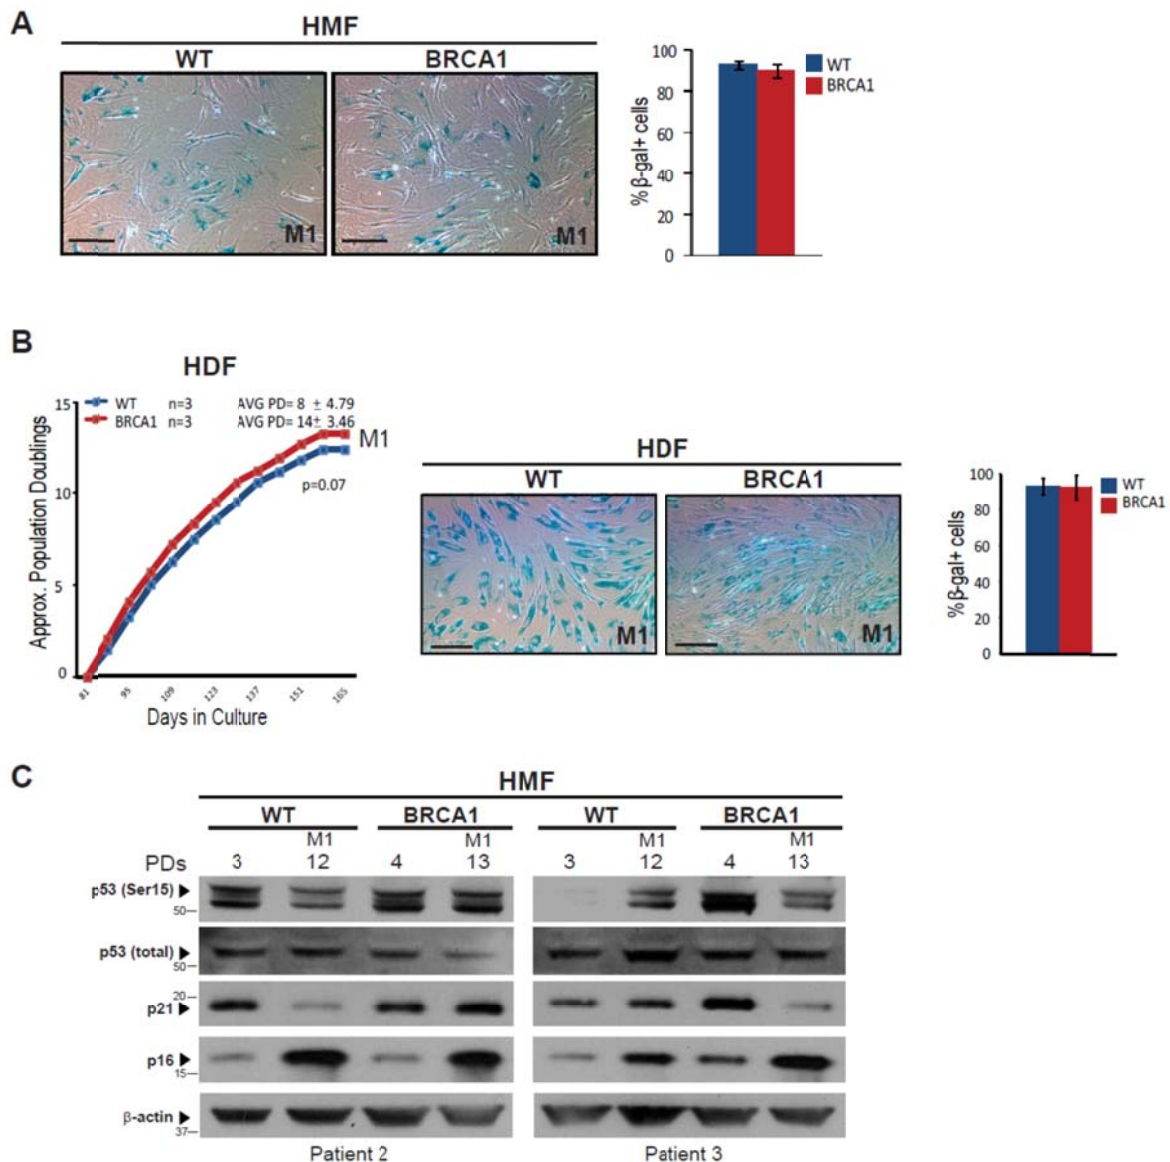 A
HMF
WT
BRCA1
M1
M1
100
80
60
40
20
0
% β-gal+ cells
WT
BRCA1
B
HDF
WT n=3 AVG PD= 8 ± 4.79
BRCA1 n=3 AVG PD= 14± 3.46
M1
p=0.07
15
10
5
0
Approx. Population Doublings
81 95 109 123 137 151 165
Days in Culture
HDF
WT
BRCA1
M1
M1
100
80
60
40
20
0
%β-gal+ cells
WT
BRCA1
C
HMF
WT BRCA1 WT BRCA1
M1 M1 M1 M1
PDs 3 12 4 13 3 12 4 13
p53 (Ser15)
50
p53 (total)
50
20
p21
p16
15
β-actin
37
Patient 2 Patient 3